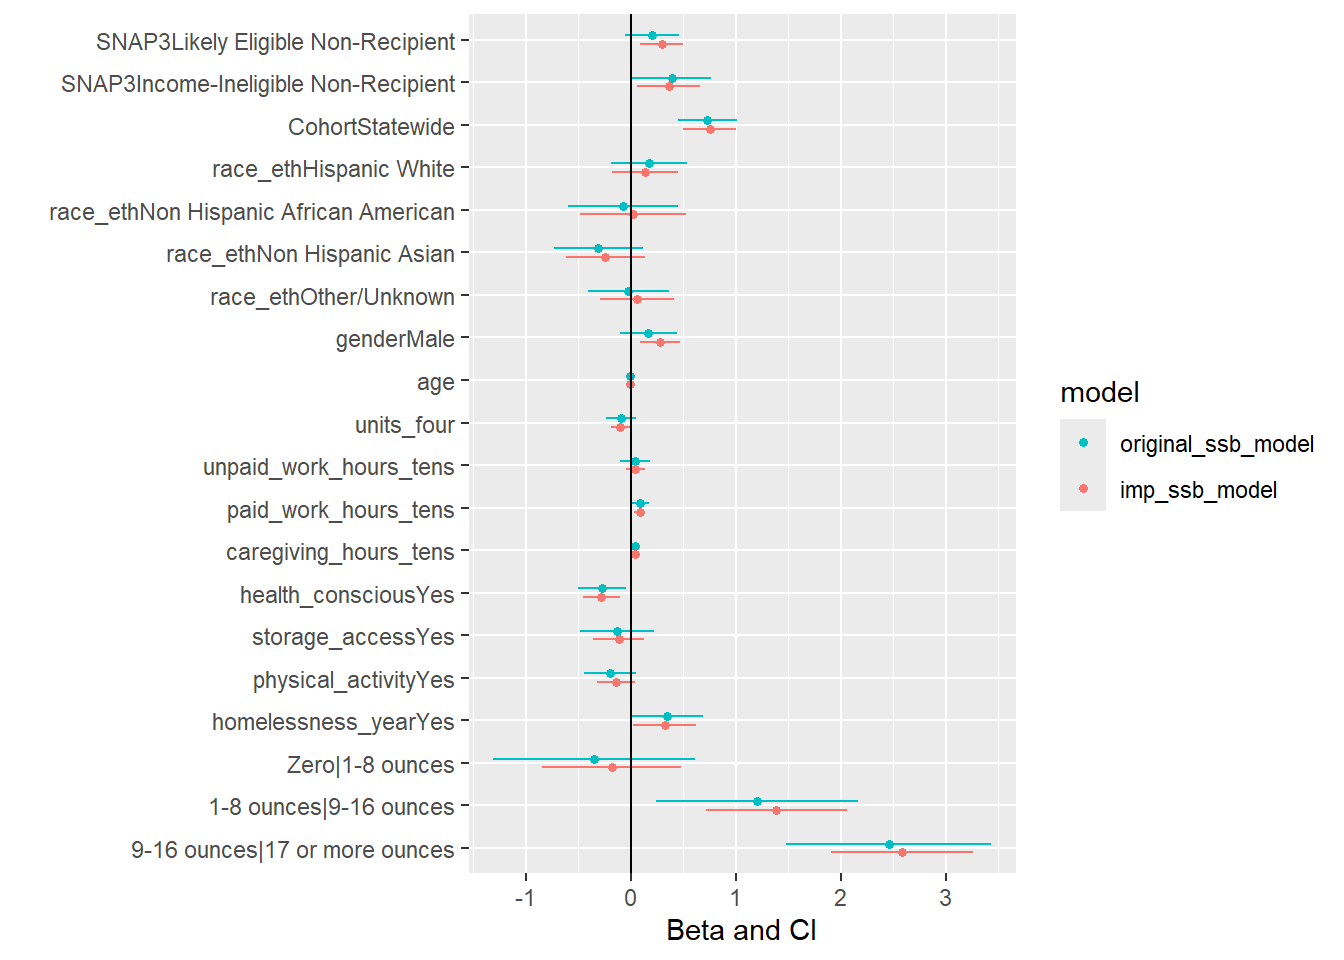 SNAP3Likely Eligible Non-Recipient
SNAP3Income-Ineligible Non-Recipient
CohortStatewide
race_ethHispanic White
race_ethNon Hispanic African American
race_ethNon Hispanic Asian
race_ethOther/Unknown
genderMale
age
units_four
unpaid_work_hours_tens
paid_work_hours_tens
caregiving_hours_tens
health_consciousYes
storage_accessYes
physical_activityYes
homelessness_yearYes
Zero|1-8 ounces
1-8 ounces|9-16 ounces
9-16 ounces|17 or more ounces
-1 0 1 2 3
Beta and CI
model
original_ssb_model
imp_ssb_model